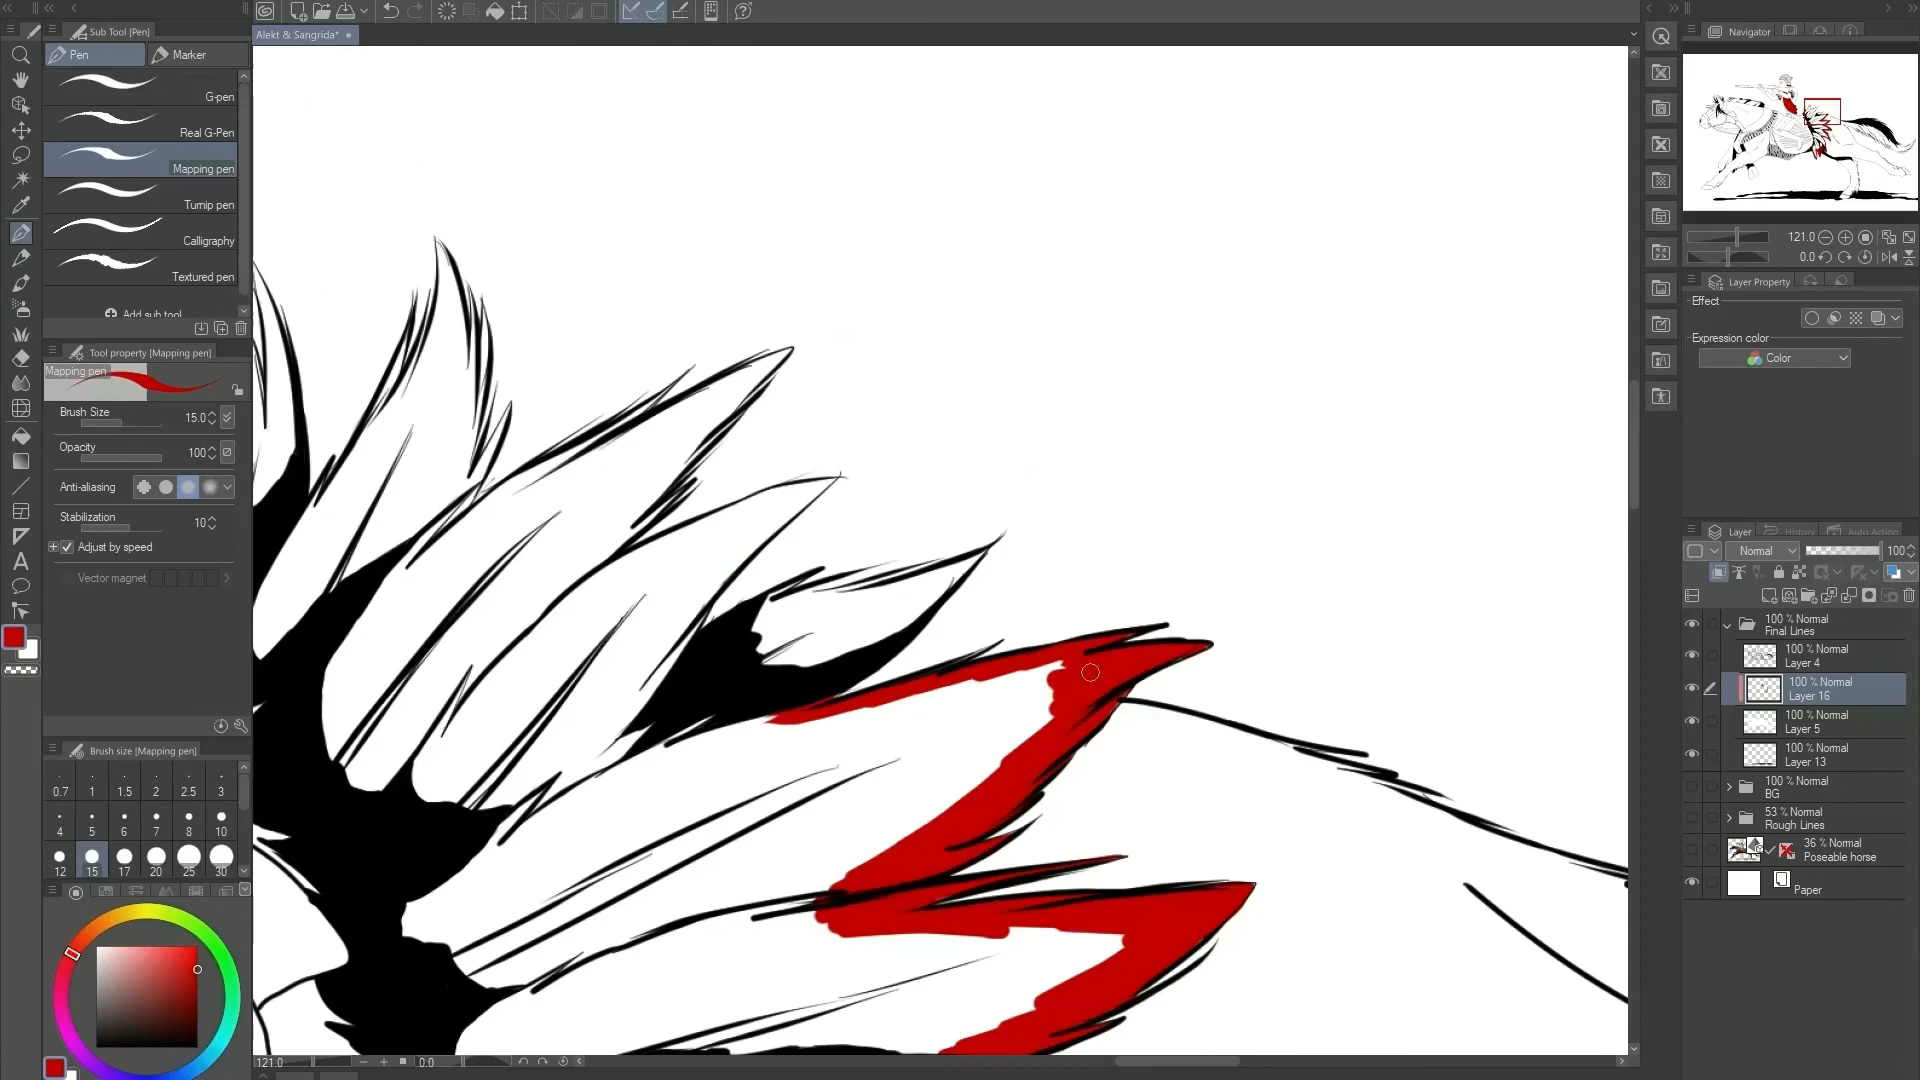 Sub Tool [Pen]
Pen
Marker
G-pen
Real G-Pen
Mapping pen
Turnip pen
Calligraphy
Textured pen
Add sub tool
Tool property [Mapping pen]
Mapping pen
Brush Size
15.0
Opacity
100
Anti-aliasing
Stabilization
10
Adjust by speed
Vector magnet
Brush size [Mapping pen]
0.7 1 1.5 2 2.5 3
4 5 6 7 8 10
12 15 17 20 25 30
Alekt & Sangrida*
121.0
0.0
Navigator
121.0
0.0
Layer Property
Effect
Expression color
Color
Layer
History
Auto Action
Normal
100
100 % Normal
Final Lines
100 % Normal
Layer 4
100 % Normal
Layer 16
100 % Normal
Layer 5
100 % Normal
Layer 13
100 % Normal
BG
53 % Normal
Rough Lines
36 % Normal
Poseable horse
Paper